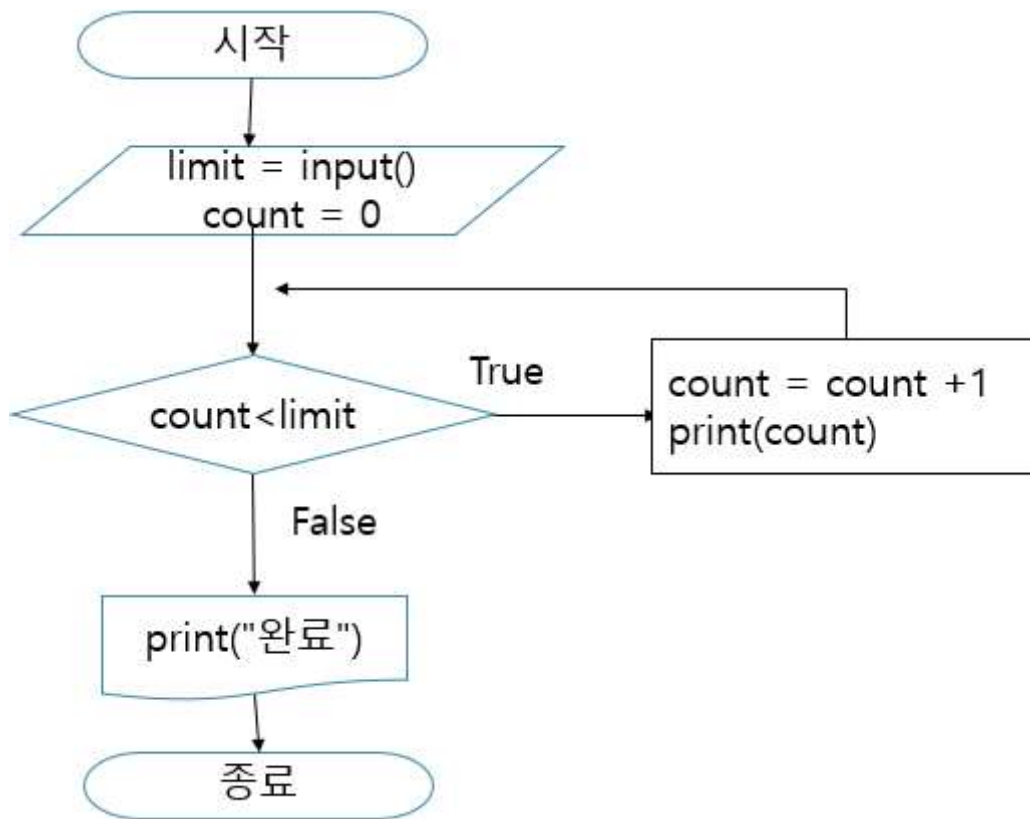 시작
limit = input()
count = 0
count<limit
True
count = count +1
print(count)
False
print("완료")
종료